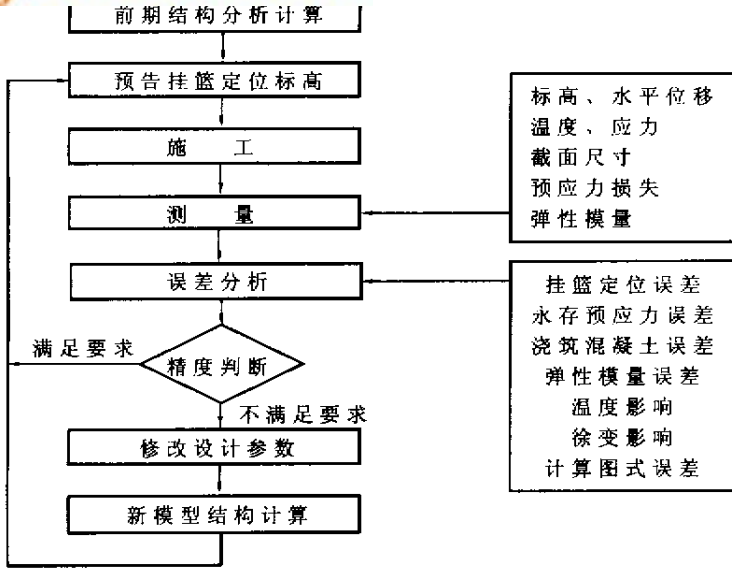 前期结构分析计算
预告挂篮定位标高
施 工
测 量
误差分析
满足要求
精度判断
不满足要求
修改设计参数
新模型结构计算
标高、水平位移
温度、应力
截面尺寸
预应力损失
弹性模量
挂篮定位误差
永存预应力误差
浇筑混凝土误差
弹性模量误差
温度影响
徐变影响
计算图式误差